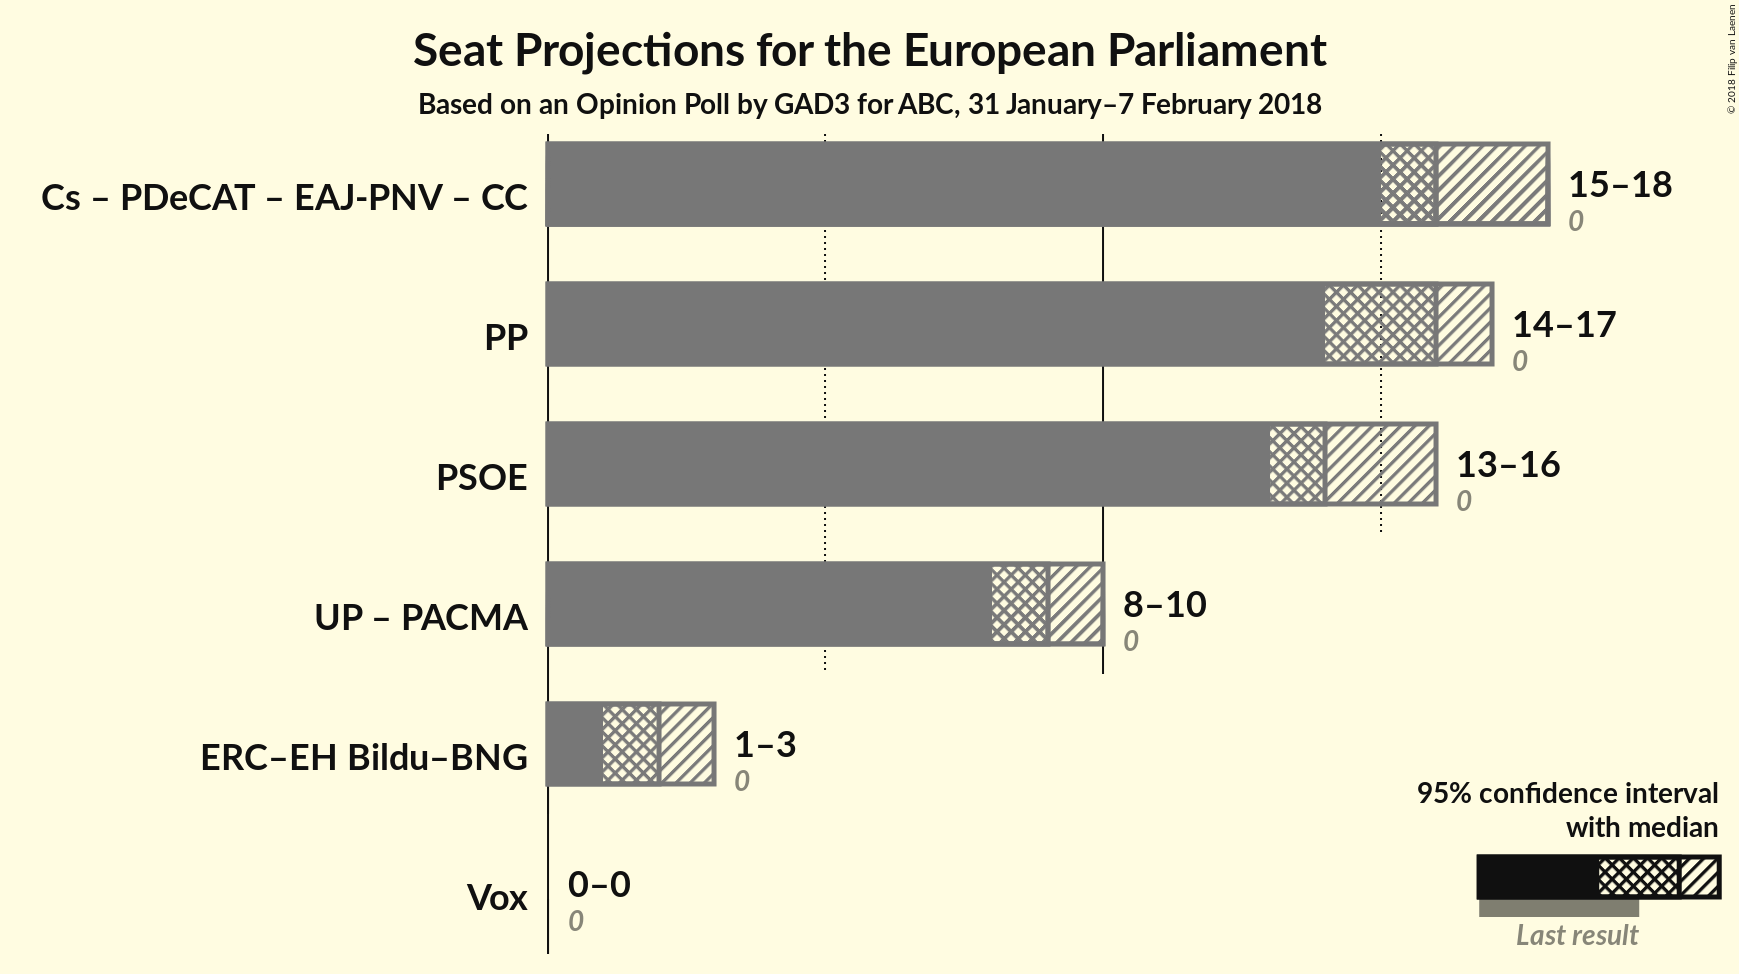 Seat Projections for the European Parliament
Based on an Opinion Poll by GAD3 for ABC, 31 January–7 February 2018
© 2018 Filip van Laenen
Cs – PDeCAT – EAJ-PNV – CC
15–18
0
PP
14–17
0
PSOE
13–16
0
UP – PACMA
8–10
0
ERC–EH Bildu–BNG
1–3
0
Vox
0–0
0
95% confidence interval
with median
Last result